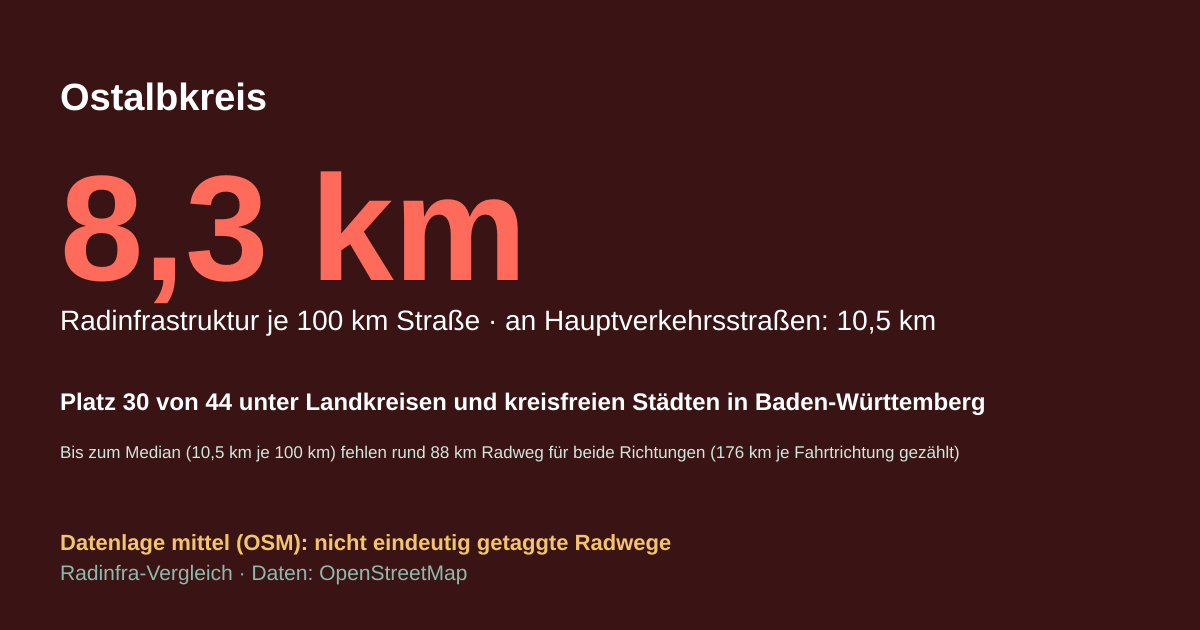 Ostalbkreis
8,3 km
Radinfrastruktur je 100 km Straße · an Hauptverkehrsstraßen: 10,5 km
Platz 30 von 44 unter Landkreisen und kreisfreien Städten in Baden-Württemberg
Bis zum Median (10,5 km je 100 km) fehlen rund 88 km Radweg für beide Richtungen (176 km je Fahrtrichtung gezählt)
Datenlage mittel (OSM): nicht eindeutig getaggte Radwege
Radinfra-Vergleich · Daten: OpenStreetMap